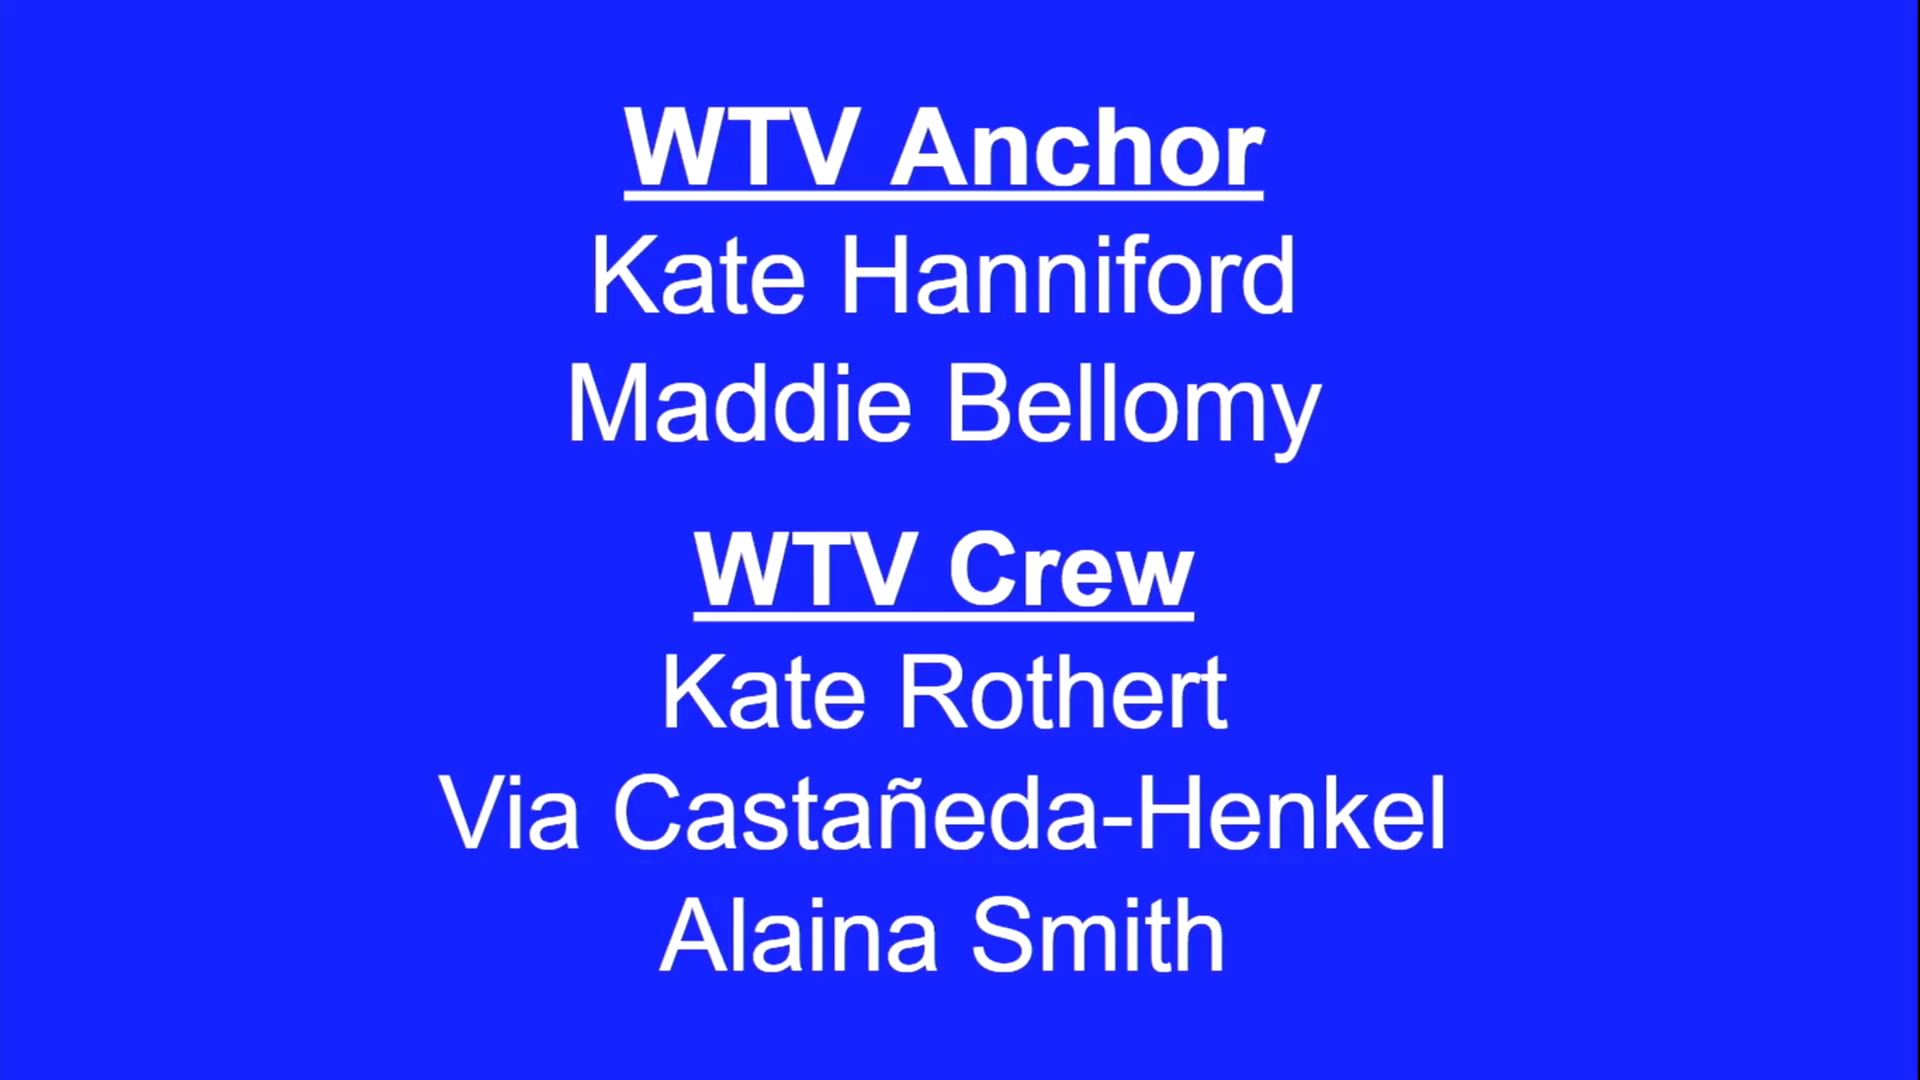 WTV Anchor
Kate Hanniford
Maddie Bellomy
WTV Crew
Kate Rothert
Via Castañeda-Henkel
Alaina Smith